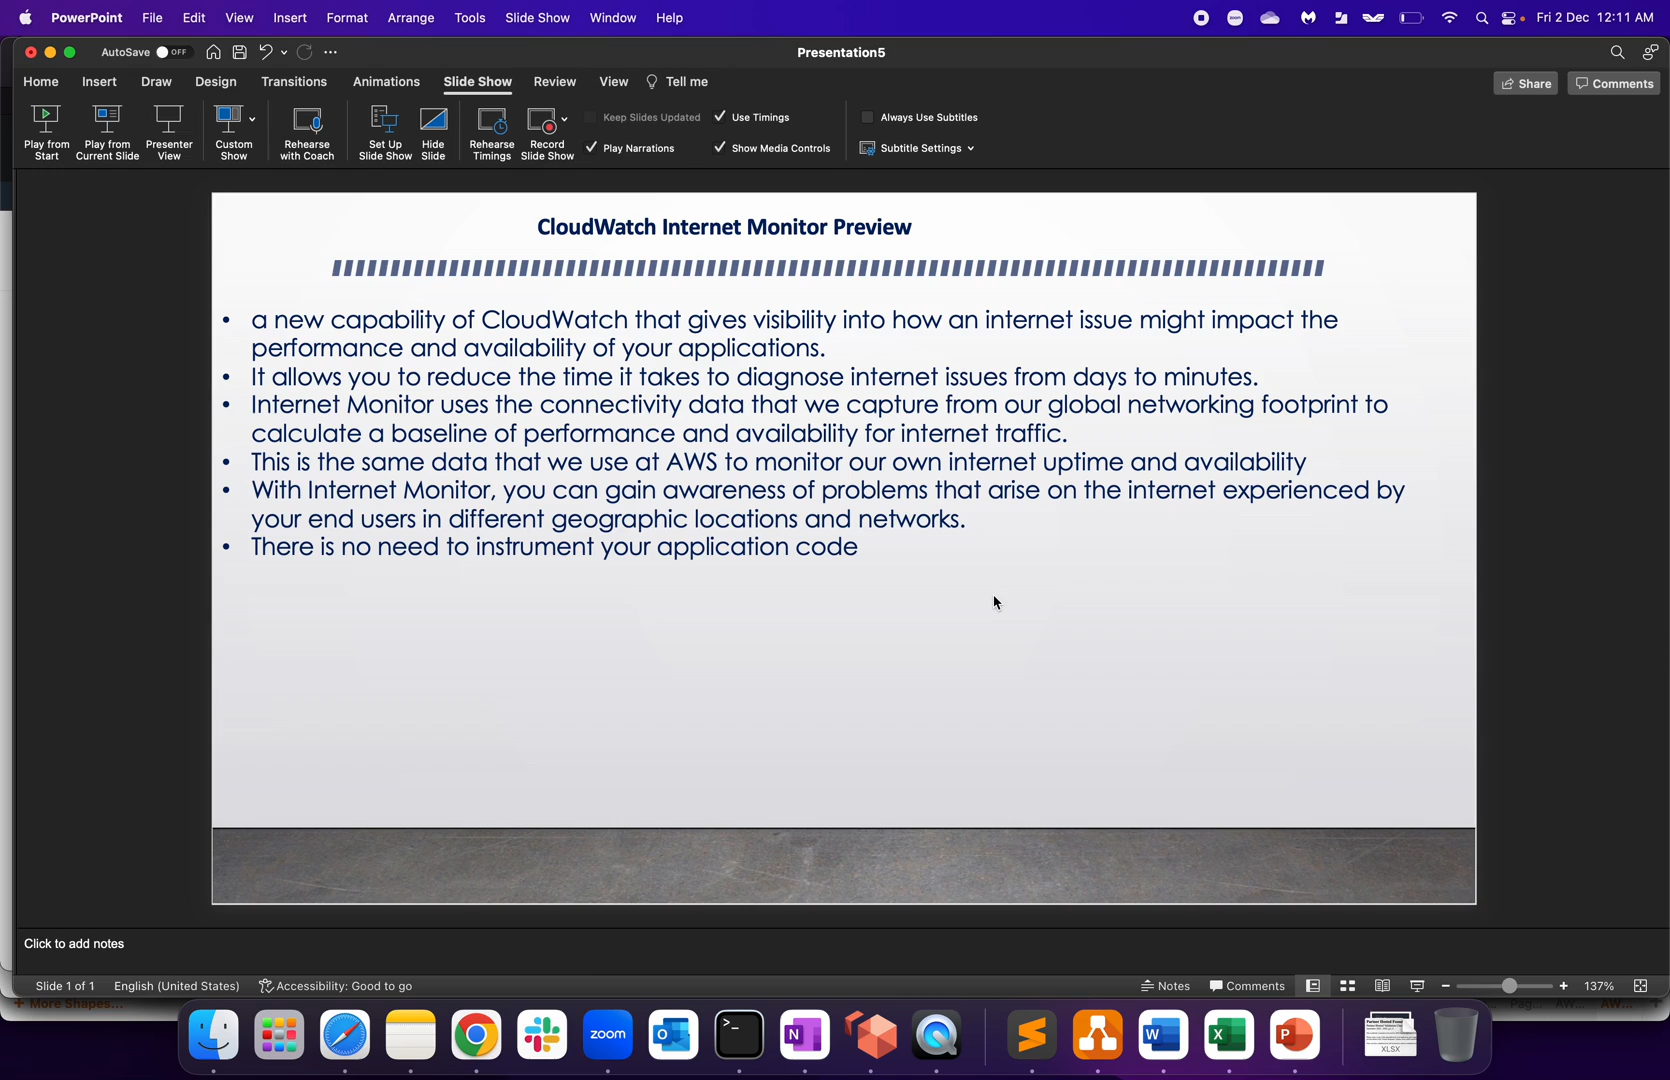 PowerPoint File Edit View Insert Format Arrange Tools Slide Show Window Help zoom Fri 2 Dec 12:11 AM
AutoSave OFF Presentation5
Home Insert Draw Design Transitions Animations Slide Show Review View Tell me Share Comments
Keep Slides Updated Use Timings Always Use Subtitles
Play from Start
Play from Current Slide
Presenter View
Custom Show
Rehearse with Coach
Set Up Slide Show
Hide Slide
Rehearse Timings
Record Slide Show
Play Narrations Show Media Controls Subtitle Settings
CloudWatch Internet Monitor Preview
• a new capability of CloudWatch that gives visibility into how an internet issue might impact the
performance and availability of your applications.
• It allows you to reduce the time it takes to diagnose internet issues from days to minutes.
• Internet Monitor uses the connectivity data that we capture from our global networking footprint to
calculate a baseline of performance and availability for internet traffic.
• This is the same data that we use at AWS to monitor our own internet uptime and availability
• With Internet Monitor, you can gain awareness of problems that arise on the internet experienced by
your end users in different geographic locations and networks.
• There is no need to instrument your application code
Click to add notes
Slide 1 of 1 English (United States) Accessibility: Good to go Notes Comments 137%
+ More Shapes... Pag... AW... AW...
zoom
O
N
W
X
P
XLSX